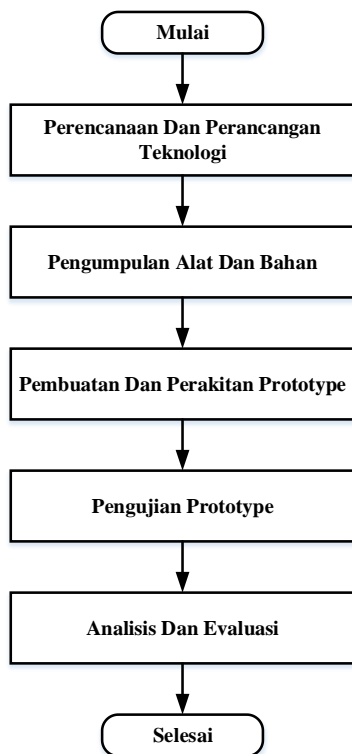 Mulai
Perencanaan Dan Perancangan
Teknologi
Pengumpulan Alat Dan Bahan
Pembuatan Dan Perakitan Prototype
Pengujian Prototype
Analisis Dan Evaluasi
Selesai